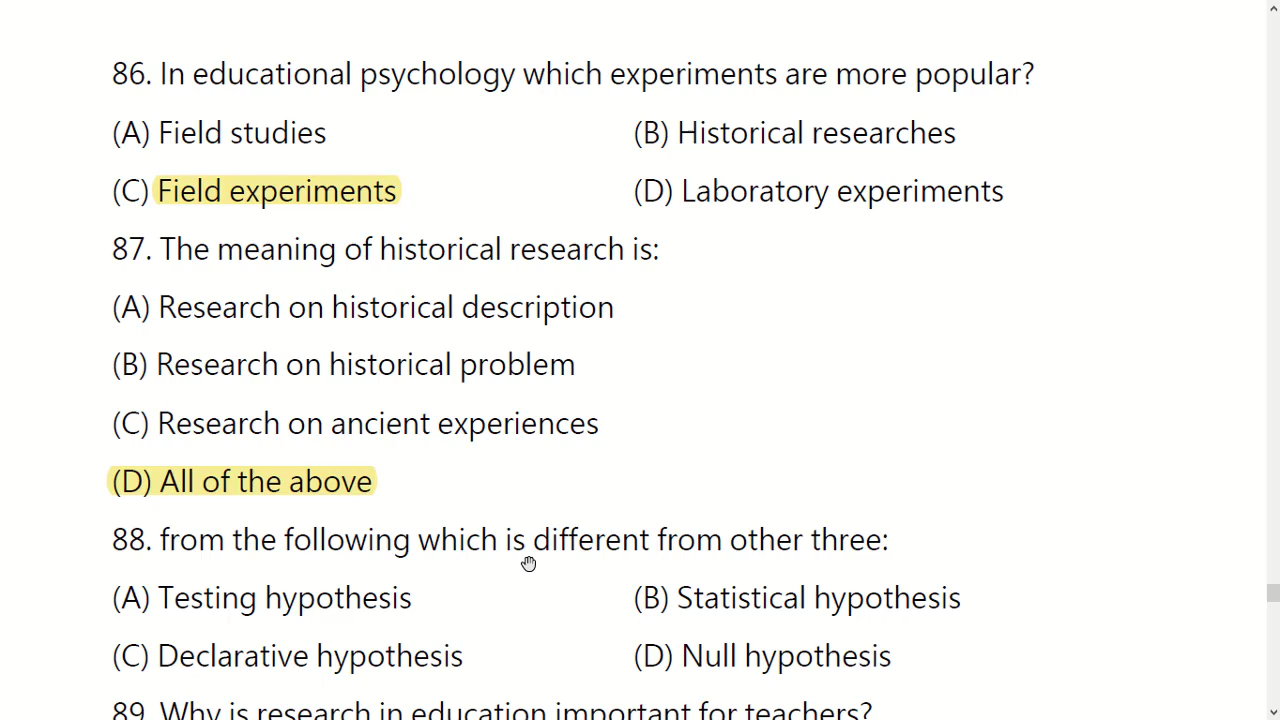 86. In educational psychology which experiments are more popular?
(A) Field studies (B) Historical researches
(C) Field experiments (D) Laboratory experiments
87. The meaning of historical research is:
(A) Research on historical description
(B) Research on historical problem
(C) Research on ancient experiences
(D) All of the above
88. from the following which is different from other three:
(A) Testing hypothesis (B) Statistical hypothesis
(C) Declarative hypothesis (D) Null hypothesis
89. Why is research in education important for teachers?